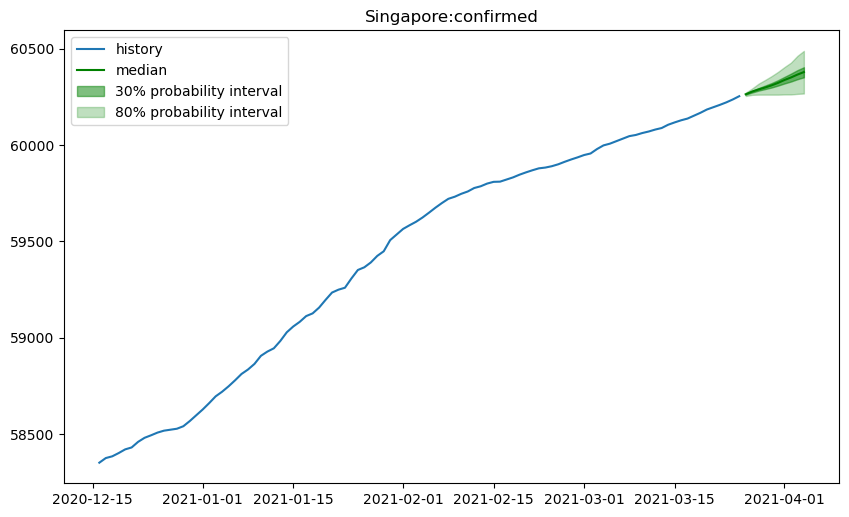 Singapore:confirmed
history
median
30% probability interval
80% probability interval
60500
60000
59500
59000
58500
2020-12-15
2021-01-01
2021-01-15
2021-02-01
2021-02-15
2021-03-01
2021-03-15
2021-04-01